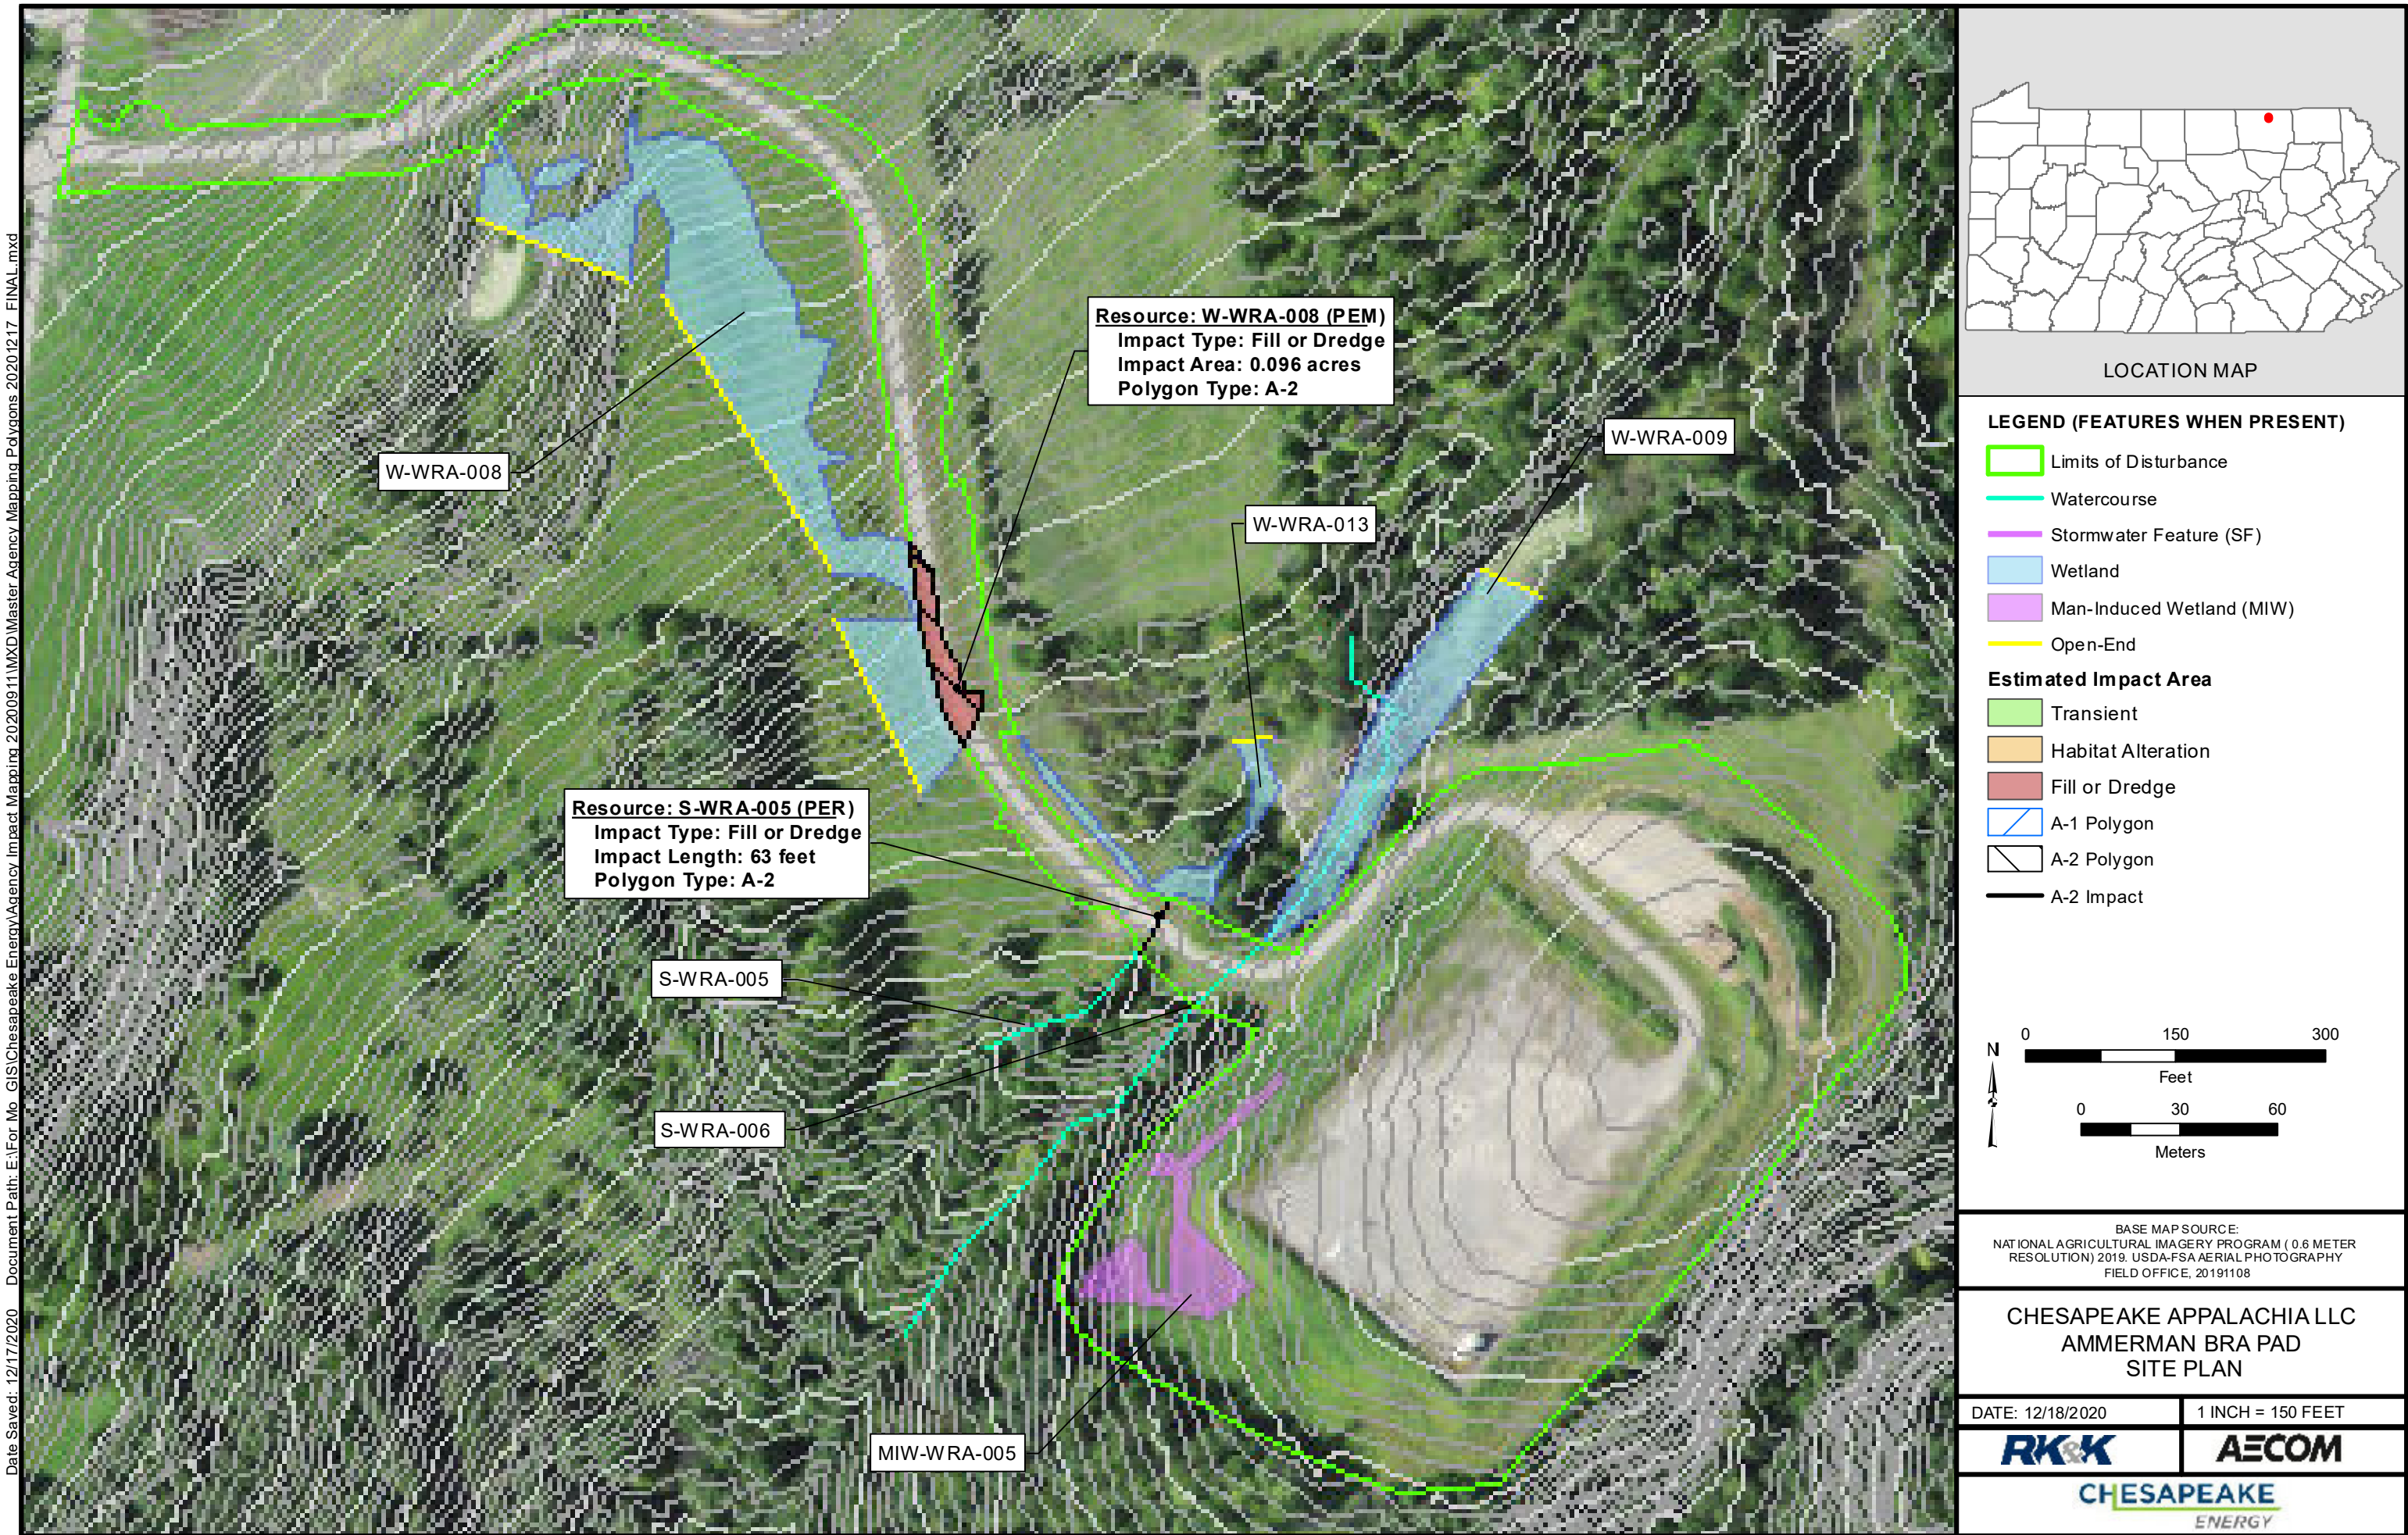 Date Saved: 12/17/2020 Document Path: E:\For Mo GIS\Chesapeake Energy\Agency Impact Mapping 20200911\MXD\Master Agency Mapping Polygons 20201217 FINAL.mxd
Resource: W-WRA-008 (PEM)
Impact Type: Fill or Dredge
Impact Area: 0.096 acres
Polygon Type: A-2
W-WRA-009
W-WRA-008
W-WRA-013
Resource: S-WRA-005 (PER)
Impact Type: Fill or Dredge
Impact Length: 63 feet
Polygon Type: A-2
S-WRA-005
S-WRA-006
MIW-WRA-005
LOCATION MAP
LEGEND (FEATURES WHEN PRESENT)
Limits of Disturbance
Watercourse
Stormwater Feature (SF)
Wetland
Man-Induced Wetland (MIW)
Open-End
Estimated Impact Area
Transient
Habitat Alteration
Fill or Dredge
A-1 Polygon
A-2 Polygon
A-2 Impact
0 150 300
Feet
N
0 30 60
Meters
BASE MAP SOURCE:
NATIONAL AGRICULTURAL IMAGERY PROGRAM ( 0.6 METER
RESOLUTION) 2019. USDA-FSA AERIAL PHOTOGRAPHY
FIELD OFFICE, 20191108
CHESAPEAKE APPALACHIA LLC
AMMERMAN BRA PAD
SITE PLAN
DATE: 12/18/2020
1 INCH = 150 FEET
RK&K
AECOM
CHESAPEAKE
ENERGY